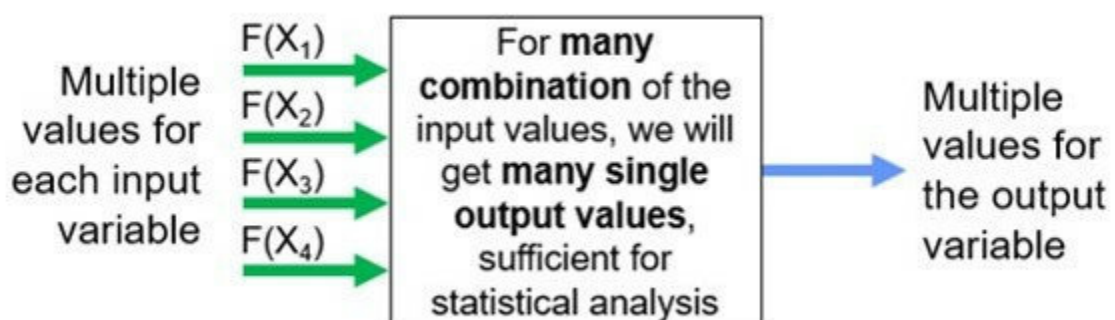 Multiple
values for
each input
variable
F(X₁)
F(X₂)
F(X₃)
F(X₄)
For many
combination of the
input values, we will
get many single
output values,
sufficient for
statistical analysis
Multiple
values for
the output
variable